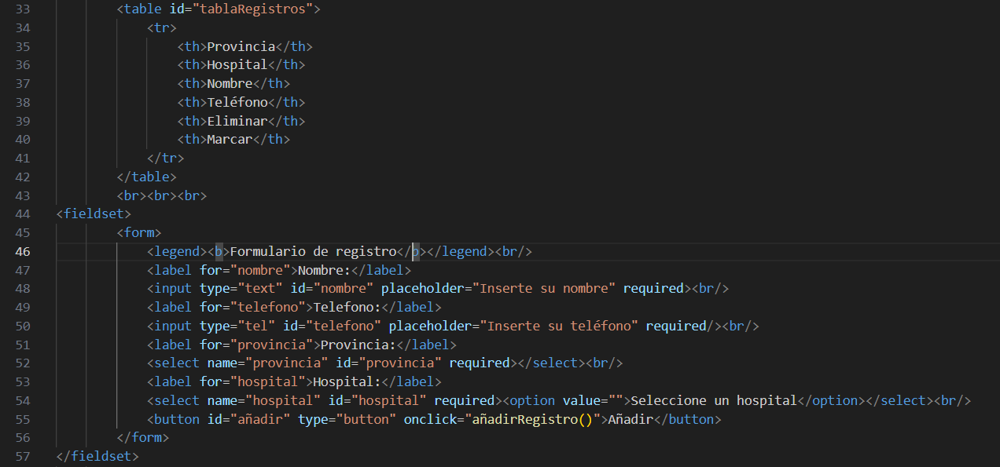 33 <table id="tablaRegistros">
34 <tr>
35 <th>Provincia</th>
36 <th>Hospital</th>
37 <th>Nombre</th>
38 <th>Teléfono</th>
39 <th>Eliminar</th>
40 <th>Marcar</th>
41 </tr>
42 </table>
43 <br><br><br>
44 <fieldset>
45 <form>
46 <legend><b>Formulario de registro</b></legend><br/>
47 <label for="nombre">Nombre:</label>
48 <input type="text" id="nombre" placeholder="Inserte su nombre" required><br/>
49 <label for="telefono">Telefono:</label>
50 <input type="tel" id="telefono" placeholder="Inserte su teléfono" required/><br/>
51 <label for="provincia">Provincia:</label>
52 <select name="provincia" id="provincia" required></select><br/>
53 <label for="hospital">Hospital:</label>
54 <select name="hospital" id="hospital" required><option value="">Seleccione un hospital</option></select><br/>
55 <button id="añadir" type="button" onclick="añadirRegistro()">Añadir</button>
56 </form>
57 </fieldset>